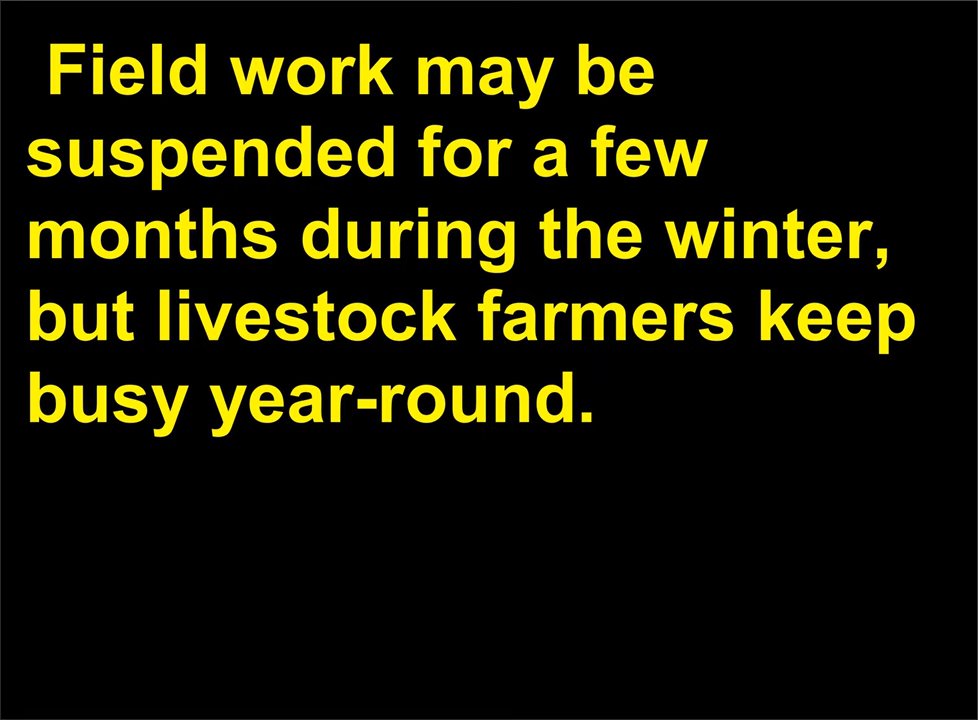 Field work may be
suspended for a few
months during the winter,
but livestock farmers keep
busy year-round.